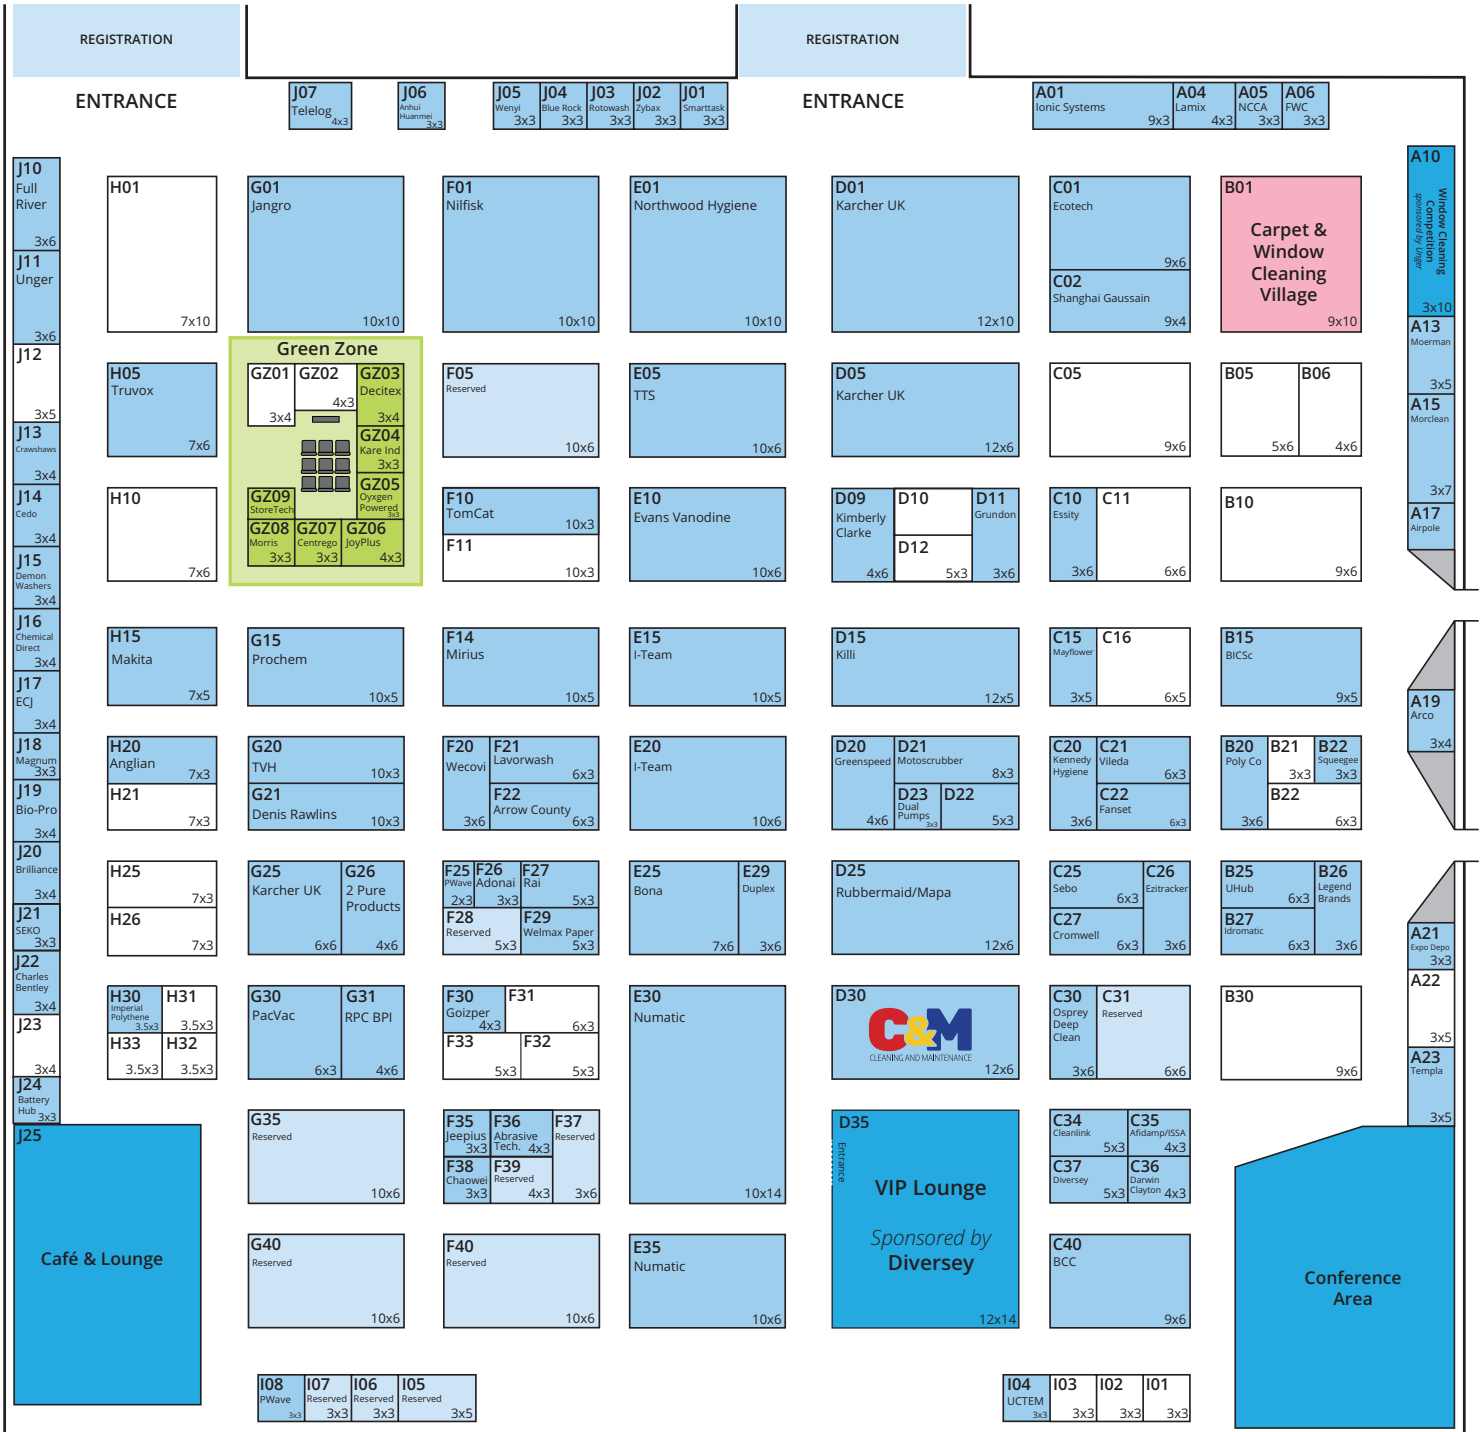 REGISTRATION
REGISTRATION
ENTRANCE
ENTRANCE
J07
Telelog
4x3
J06
Anhui
Huanmei
3x3
J05
Wenyi
3x3
J04
Blue Rock
3x3
J03
Rotowash
3x3
J02
Zybax
3x3
J01
Smarttask
3x3
A01
Ionic Systems
9x3
A04
Lamix
4x3
A05
NCCA
3x3
A06
FWC
3x3
J10
Full
River
3x6
J11
Unger
3x6
J12
3x5
J13
Crawshaws
3x4
J14
Cedo
3x4
J15
Demon
Washers
3x4
J16
Chemical
Direct
3x4
J17
ECJ
3x4
J18
Magnum
3x3
J19
Bio-Pro
3x4
J20
Brilliance
3x4
J21
SEKO
3x3
J22
Charles
Bentley
3x4
J23
3x4
J24
Battery
Hub
3x3
J25
Café & Lounge
H01
7x10
H05
Truvox
7x6
H10
7x6
H15
Makita
7x5
H20
Anglian
7x3
H21
7x3
H25
7x3
H26
7x3
H30
Imperial
Polythene
3.5x3
H31
3.5x3
H33
3.5x3
H32
3.5x3
G01
Jangro
10x10
Green Zone
GZ01
3x4
GZ02
4x3
GZ03
Decitex
3x4
GZ04
Kare Ind
3x3
GZ05
Oyxgen
Powered
3x3
GZ09
StoreTech
GZ08
Morris
3x3
GZ07
Centrego
3x3
GZ06
JoyPlus
4x3
G15
Prochem
10x5
G20
TVH
10x3
G21
Denis Rawlins
10x3
G25
Karcher UK
6x6
G26
2 Pure
Products
4x6
G30
PacVac
6x3
G31
RPC BPI
4x6
G35
Reserved
10x6
G40
Reserved
10x6
F01
Nilfisk
10x10
F05
Reserved
10x6
F10
TomCat
10x3
F11
10x3
F14
Mirius
10x5
F20
Wecovi
3x6
F21
Lavorwash
6x3
F22
Arrow County
6x3
F25
PWave
2x3
F26
Adonai
3x3
F27
Rai
5x3
F28
Reserved
5x3
F29
Welmax Paper
5x3
F30
Goizper
4x3
F31
6x3
F33
5x3
F32
5x3
F35
Jeepius
3x3
F36
Abrasive
Tech.
4x3
F37
Reserved
3x6
F38
Chaowei
3x3
F39
Reserved
4x3
F40
Reserved
10x6
E01
Northwood Hygiene
10x10
E05
TTS
10x6
E10
Evans Vanodine
10x6
E15
I-Team
10x5
E20
I-Team
10x6
E25
Bona
7x6
E29
Duplex
3x6
E30
Numatic
10x14
E35
Numatic
10x6
D01
Karcher UK
12x10
D05
Karcher UK
12x6
D09
Kimberly
Clarke
4x6
D10
D12
5x3
D11
Grundon
3x6
D15
Killi
12x5
D20
Greenspeed
4x6
D21
Motoscrubber
8x3
D23
Dual
Pumps
3x3
D22
5x3
D25
Rubbermaid/Mapa
12x6
D30
C&M
CLEANING AND MAINTENANCE
12x6
D35
Entrance
VIP Lounge
Sponsored by
Diversey
12x14
C01
Ecotech
9x6
C02
Shanghai Gaussain
9x4
C05
9x6
C10
Essity
3x6
C11
6x6
C15
Mayflower
3x5
C16
6x5
C20
Kennedy
Hygiene
3x6
C21
Vileda
6x3
C22
Fanset
6x3
C25
Sebo
6x3
C26
Ezitracker
3x6
C27
Cromwell
6x3
C30
Osprey
Deep
Clean
3x6
C31
Reserved
6x6
C34
Cleanlink
5x3
C35
Afidamp/ISSA
4x3
C37
Diversey
5x3
C36
Darwin
Clayton
4x3
C40
BCC
9x6
B01
Carpet &
Window
Cleaning
Village
9x10
B05
5x6
B06
4x6
B10
9x6
B15
BICSc
9x5
B20
Poly Co
3x6
B21
3x3
B22
Squeegee
3x3
B22
6x3
B25
UHub
6x3
B26
Legend
Brands
3x6
B27
Idromatic
6x3
B30
9x6
A10
Window Cleaning
Competition
sponsored by Unger
3x10
A13
Moerman
3x5
A15
Morclean
3x7
A17
Airpole
A19
Arco
3x4
A21
Expo Depo
3x3
A22
3x5
A23
Templa
3x5
Conference
Area
I08
PWave
3x3
I07
Reserved
3x3
I06
Reserved
3x3
I05
Reserved
3x5
I04
UCTEM
3x3
I03
3x3
I02
3x3
I01
3x3